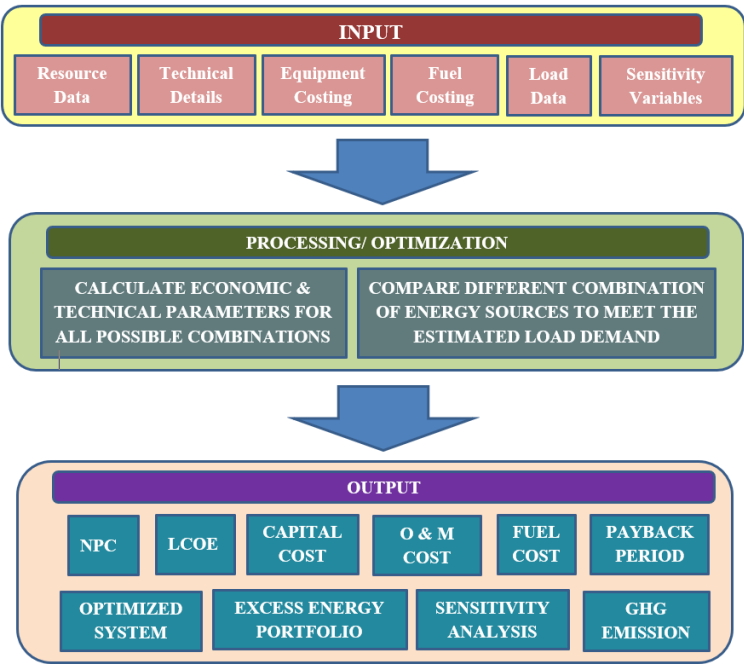 INPUT
Resource
Data
Technical
Details
Equipment
Costing
Fuel
Costing
Load
Data
Sensitivity
Variables
PROCESSING/ OPTIMIZATION
CALCULATE ECONOMIC &
TECHNICAL PARAMETERS FOR
ALL POSSIBLE COMBINATIONS
COMPARE DIFFERENT COMBINATION
OF ENERGY SOURCES TO MEET THE
ESTIMATED LOAD DEMAND
OUTPUT
NPC
LCOE
CAPITAL
COST
O & M
COST
FUEL
COST
PAYBACK
PERIOD
OPTIMIZED
SYSTEM
EXCESS ENERGY
PORTFOLIO
SENSITIVITY
ANALYSIS
GHG
EMISSION